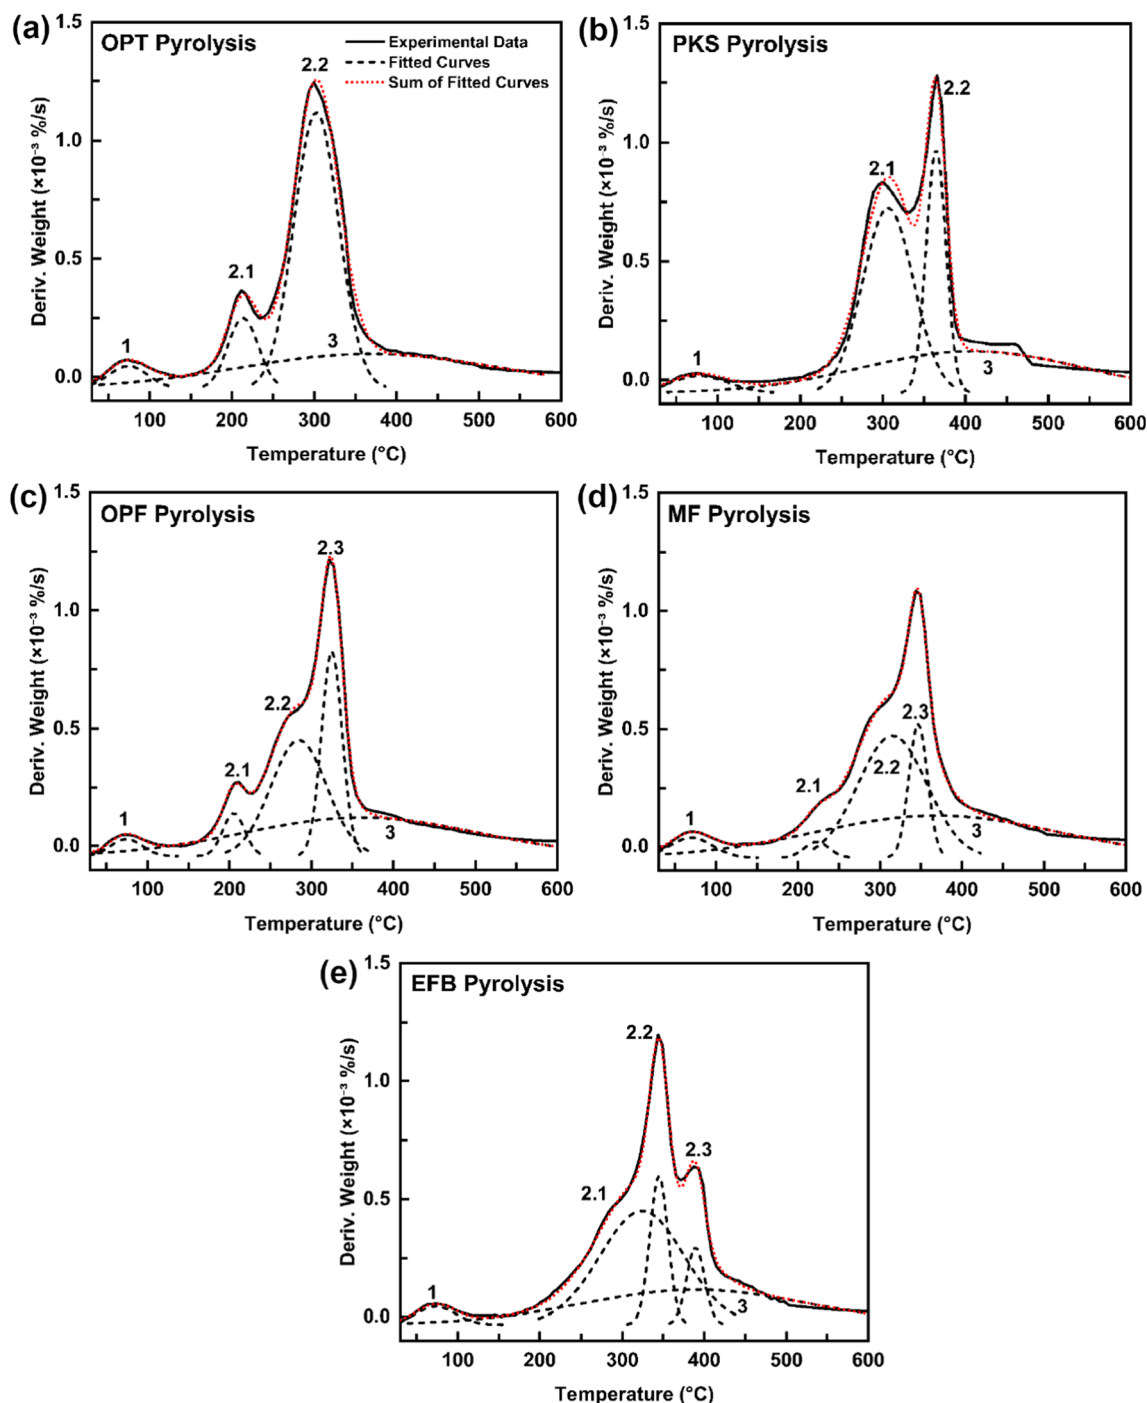 (a)
OPT Pyrolysis
Experimental Data
Fitted Curves
Sum of Fitted Curves
1
2.1
2.2
3
1.5
1.0
0.5
0.0
Deriv. Weight (×10⁻³ %/s)
100 200 300 400 500 600
Temperature (°C)
(b)
PKS Pyrolysis
1
2.1
2.2
3
1.5
1.0
0.5
0.0
Deriv. Weight (×10⁻³ %/s)
100 200 300 400 500 600
Temperature (°C)
(c)
OPF Pyrolysis
1
2.1
2.2
2.3
3
1.5
1.0
0.5
0.0
Deriv. Weight (×10⁻³ %/s)
100 200 300 400 500 600
Temperature (°C)
(d)
MF Pyrolysis
1
2.1
2.2
2.3
3
1.5
1.0
0.5
0.0
Deriv. Weight (×10⁻³ %/s)
100 200 300 400 500 600
Temperature (°C)
(e)
EFB Pyrolysis
1
2.1
2.2
2.3
3
1.5
1.0
0.5
0.0
Deriv. Weight (×10⁻³ %/s)
100 200 300 400 500 600
Temperature (°C)